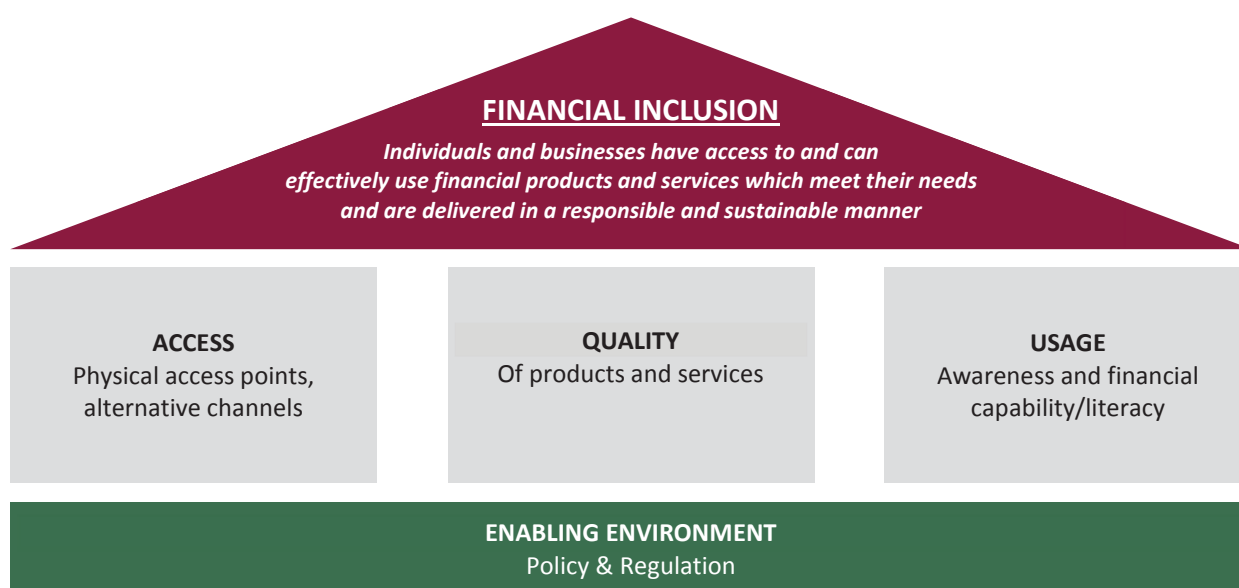 FINANCIAL INCLUSION
Individuals and businesses have access to and can
effectively use financial products and services which meet their needs
and are delivered in a responsible and sustainable manner
ACCESS
Physical access points,
alternative channels
QUALITY
Of products and services
USAGE
Awareness and financial
capability/literacy
ENABLING ENVIRONMENT
Policy & Regulation